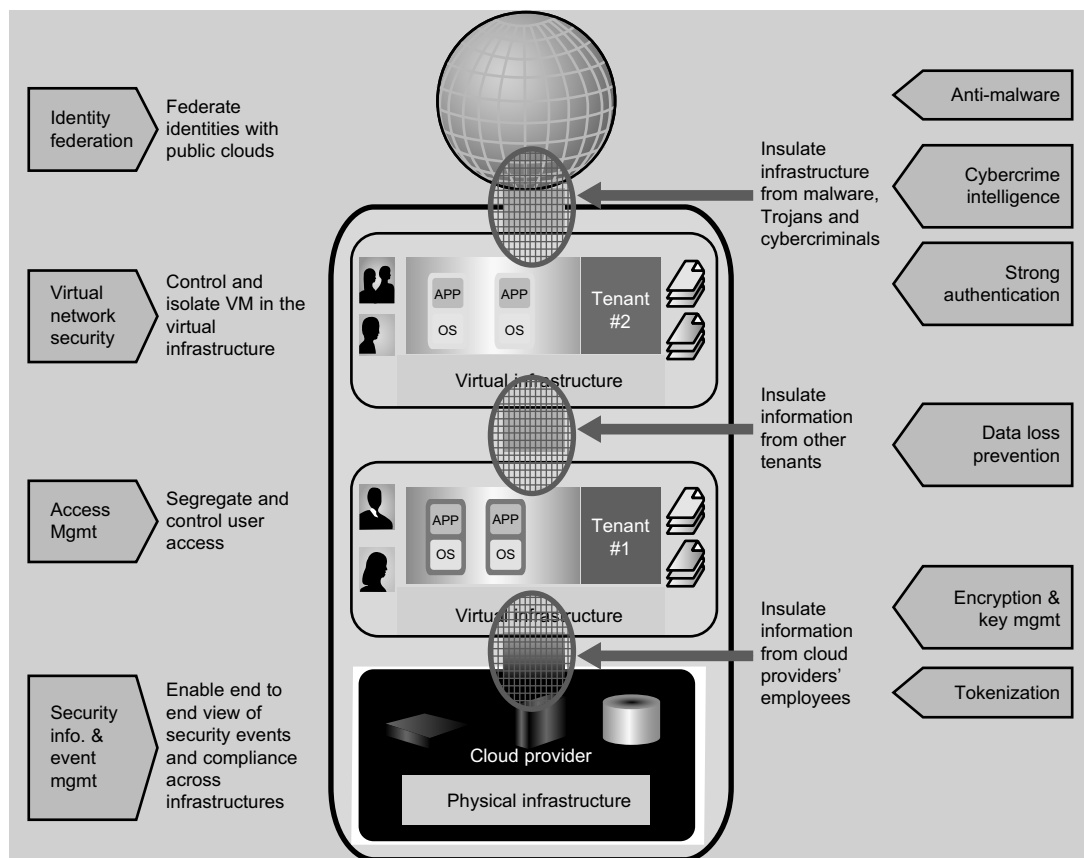 Identity
federation
Federate
identities with
public clouds
Virtual
network
security
Control and
isolate VM in the
virtual
infrastructure
Access
Mgmt
Segregate and
control user
access
Security
info. &
event
mgmt
Enable end to
end view of
security events
and compliance
across
infrastructures
APP
OS
APP
OS
Tenant
#2
Virtual infrastructure
APP
OS
APP
OS
Tenant
#1
Virtual infrastructure
Cloud provider
Physical infrastructure
Insulate
infrastructure
from malware,
Trojans and
cybercriminals
Insulate
information
from other
tenants
Insulate
information
from cloud
providers’
employees
Anti-malware
Cybercrime
intelligence
Strong
authentication
Data loss
prevention
Encryption &
key mgmt
Tokenization